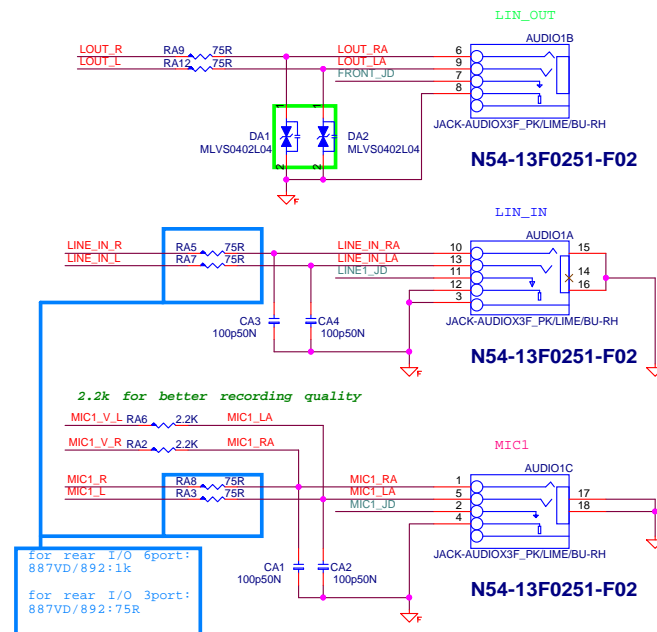 LIN_OUT
AUDIO1B
LOUT_R RA9 75R LOUT_RA 6
LOUT_L RA12 75R LOUT_LA 9
FRONT_JD 7
8
1 1
DA1 DA2
MLVS0402L04 MLVS0402L04
2 2
JACK-AUDIOX3F_PK/LIME/BU-RH
N54-13F0251-F02
F
LIN_IN
AUDIO1A
LINE_IN_R RA5 75R LINE_IN_RA 10 15
LINE_IN_L RA7 75R LINE_IN_LA 13
LINE1_JD 11 14
12 16
3
CA3 CA4
100p50N 100p50N
JACK-AUDIOX3F_PK/LIME/BU-RH
N54-13F0251-F02
F F
2.2k for better recording quality
MIC1_V_L RA6 2.2K MIC1_LA
MIC1_V_R RA2 2.2K MIC1_RA
MIC1
AUDIO1C
MIC1_R RA8 75R MIC1_RA 1
MIC1_L RA3 75R MIC1_LA 5 17
MIC1_JD 2 18
4
JACK-AUDIOX3F_PK/LIME/BU-RH
CA1 CA2
100p50N 100p50N
N54-13F0251-F02
F F
for rear I/O 6port:
887VD/892:1k
for rear I/O 3port:
887VD/892:75R